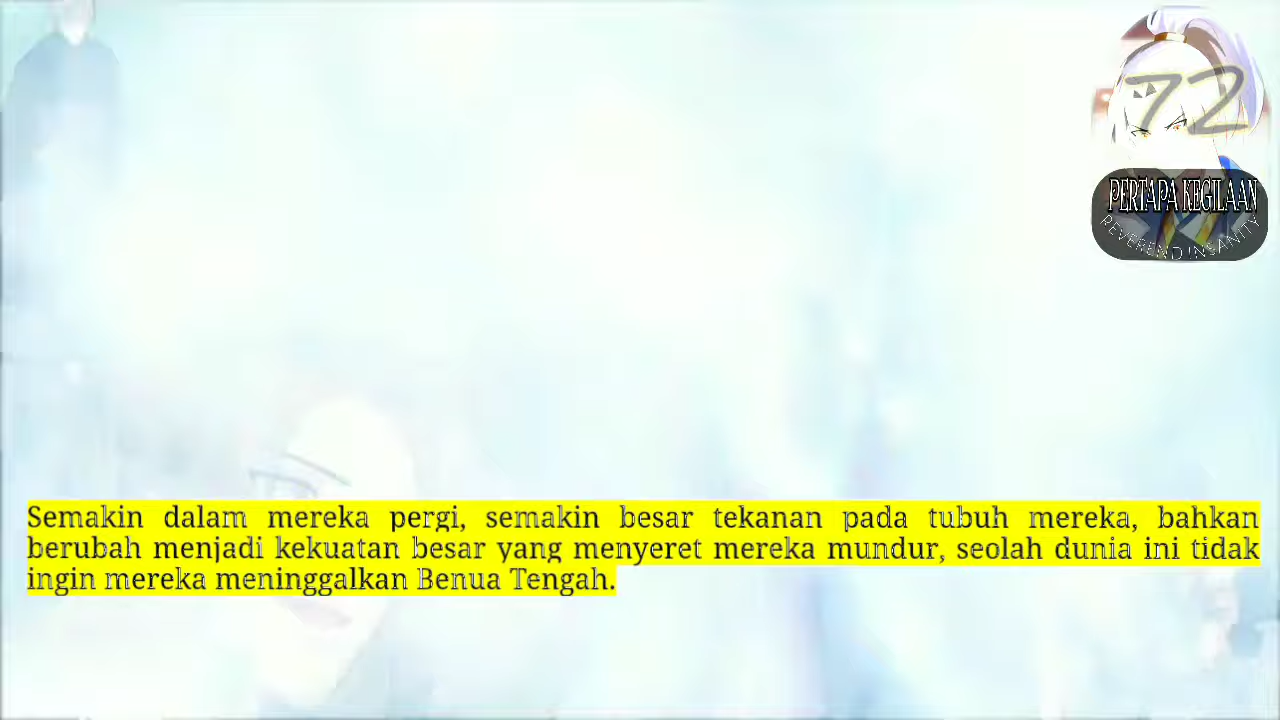 72
PERTAPA KEGILAAN
REVEREND INSANITY
Semakin dalam mereka pergi, semakin besar tekanan pada tubuh mereka, bahkan
berubah menjadi kekuatan besar yang menyeret mereka mundur, seolah dunia ini tidak
ingin mereka meninggalkan Benua Tengah.